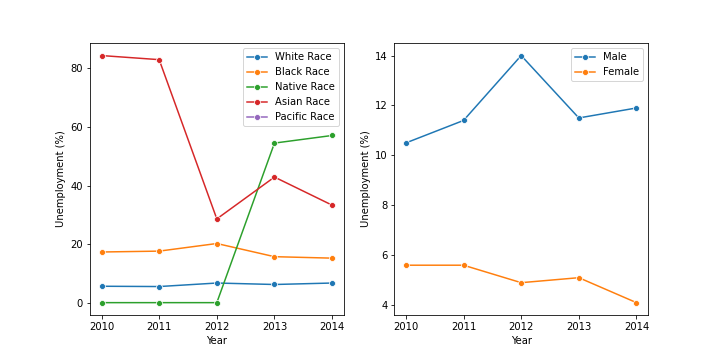 White Race
Black Race
Native Race
Asian Race
Pacific Race
80
60
40
20
0
Unemployment (%)
2010 2011 2012 2013 2014
Year
Male
Female
14
12
10
8
6
4
Unemployment (%)
2010 2011 2012 2013 2014
Year